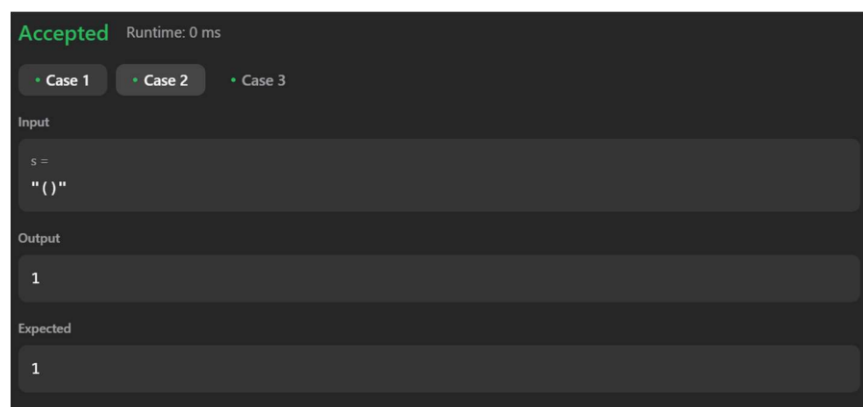 Accepted Runtime: 0 ms
• Case 1 • Case 2 • Case 3
Input
s =
"()"
Output
1
Expected
1